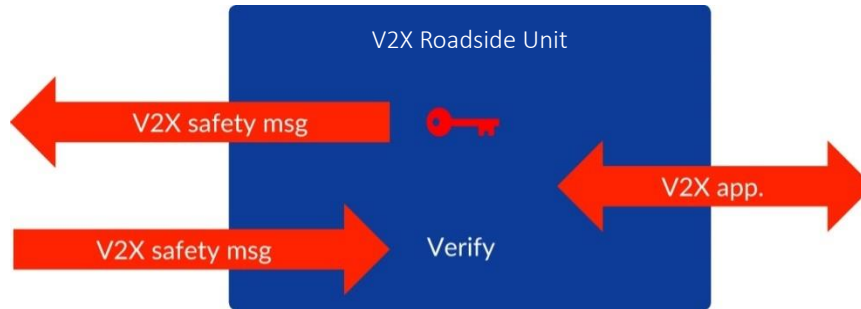 V2X Roadside Unit
V2X safety msg
V2X app.
V2X safety msg
Verify